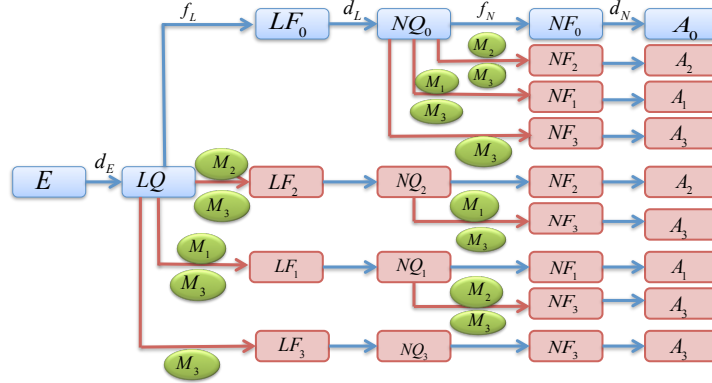 f_L d_L f_N d_N
LF_0 NQ_0 NF_0 A_0
M_2
M_3 NF_2 A_2
M_1
M_3 NF_1 A_1
M_3 NF_3 A_3
d_E
E LQ M_2 LF_2 NQ_2 NF_2 A_2
M_3 M_1
M_3 NF_3 A_3
M_1 LF_1 NQ_1 NF_1 A_1
M_3 M_2 NF_3 A_3
M_3
M_3 LF_3 NQ_3 NF_3 A_3